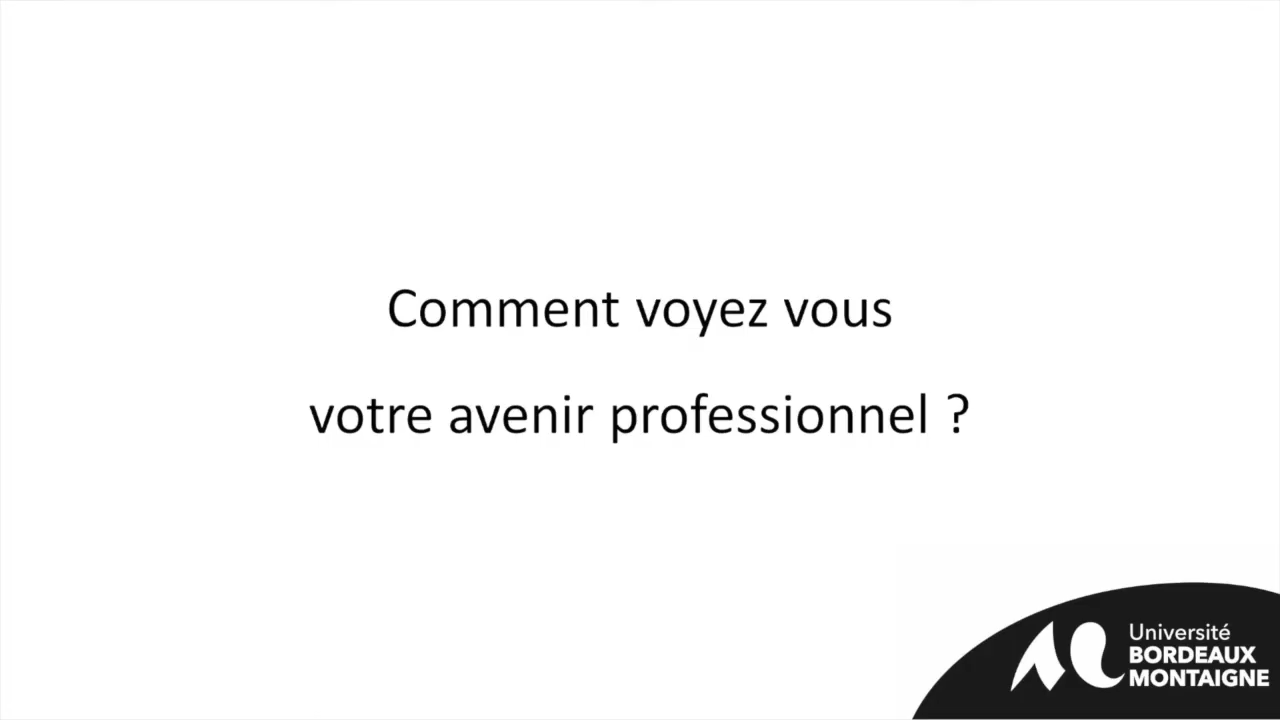 Comment voyez vous
votre avenir professionnel ?
Université
BORDEAUX
MONTAIGNE